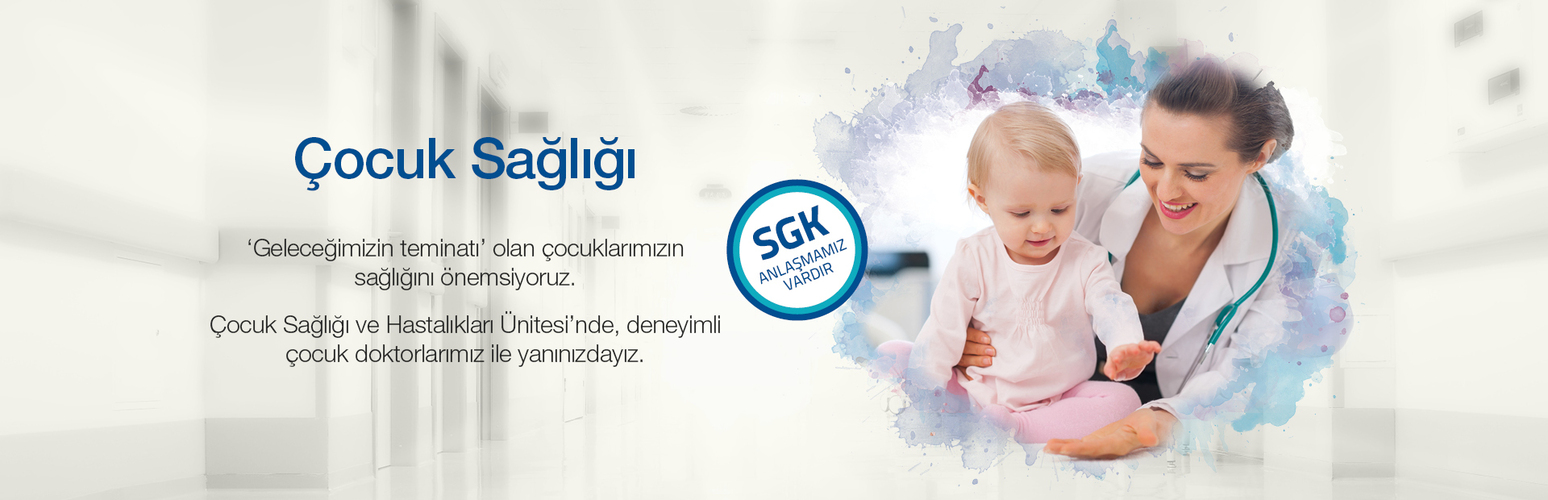 Çocuk Sağlığı
‘Geleceğimizin teminatı’ olan çocuklarımızın
sağlığını önemsiyoruz.
Çocuk Sağlığı ve Hastalıkları Ünitesi’nde, deneyimli
çocuk doktorlarımız ile yanınızdayız.
SGK
ANLAŞMAMIZ
VARDIR